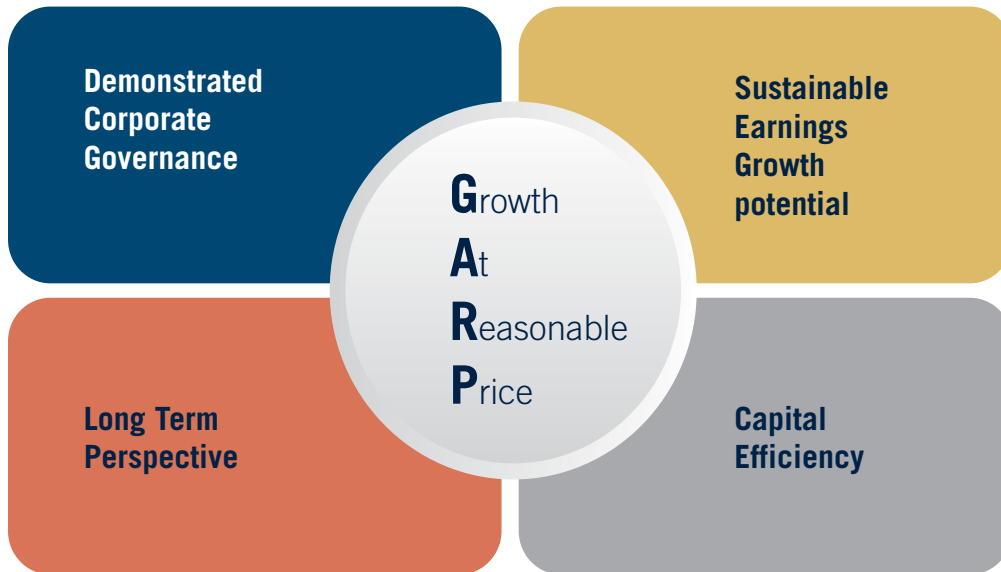 Demonstrated
Corporate
Governance
Sustainable
Earnings
Growth
potential
Growth
At
Reasonable
Price
Long Term
Perspective
Capital
Efficiency